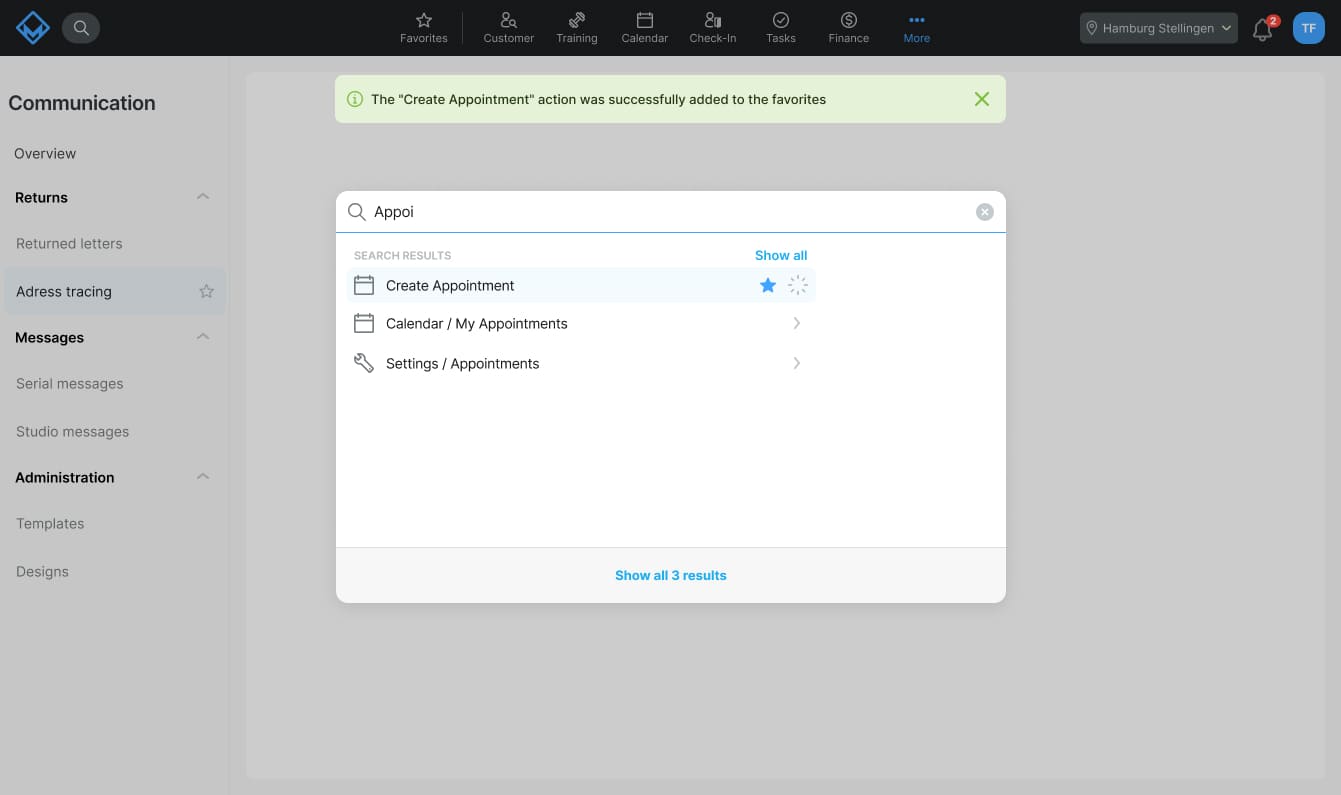 Favorites
Customer
Training
Calendar
Check-In
Tasks
Finance
More
Hamburg Stellingen
2
TF
Communication
Overview
Returns
Returned letters
Adress tracing
Messages
Serial messages
Studio messages
Administration
Templates
Designs
The "Create Appointment" action was successfully added to the favorites
Appoi
SEARCH RESULTS
Show all
Create Appointment
Calendar / My Appointments
Settings / Appointments
Show all 3 results